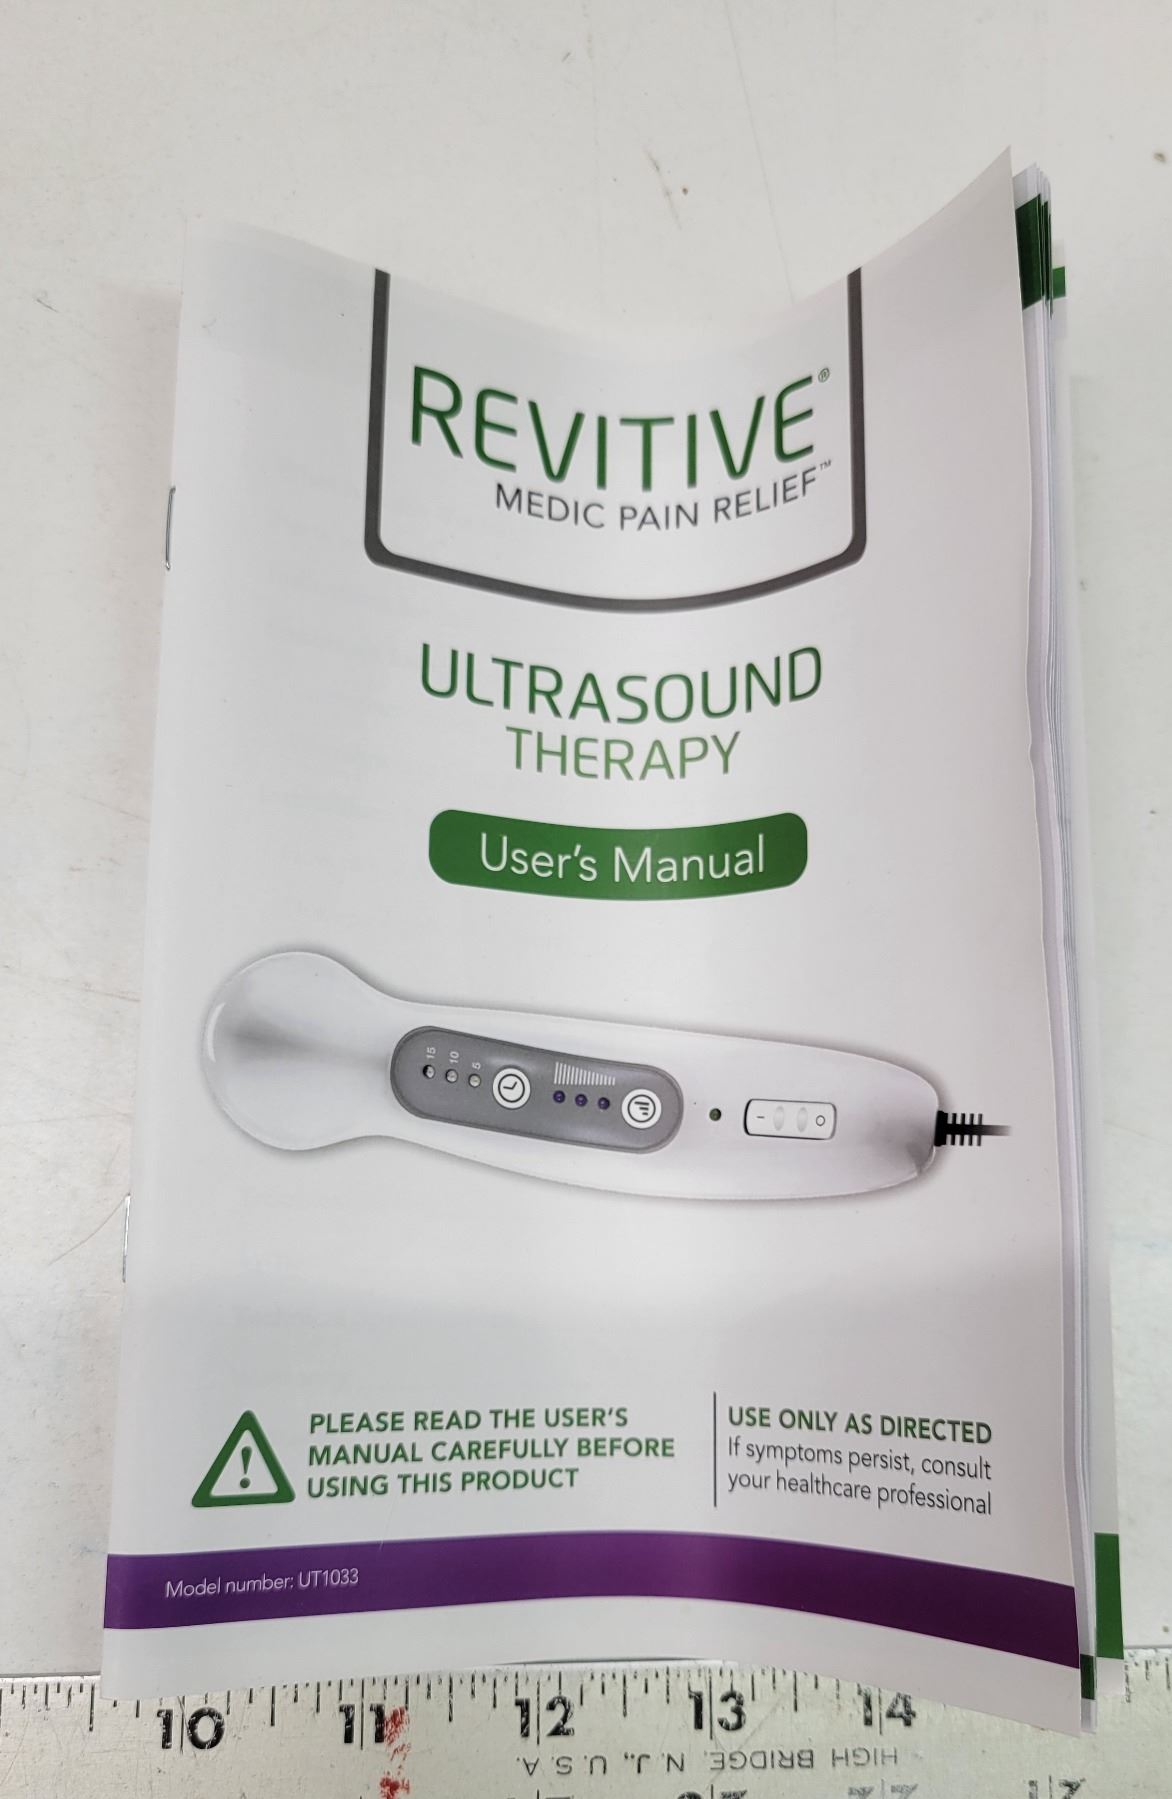 REVITIVE®
MEDIC PAIN RELIEF™
ULTRASOUND
THERAPY
User's Manual
15 10 5
PLEASE READ THE USER'S
MANUAL CAREFULLY BEFORE
USING THIS PRODUCT
USE ONLY AS DIRECTED
If symptoms persist, consult
your healthcare professional
Model number: UT1033
10 11 12 13 14
HIGH BRIDGE, N.J., U.S.A.